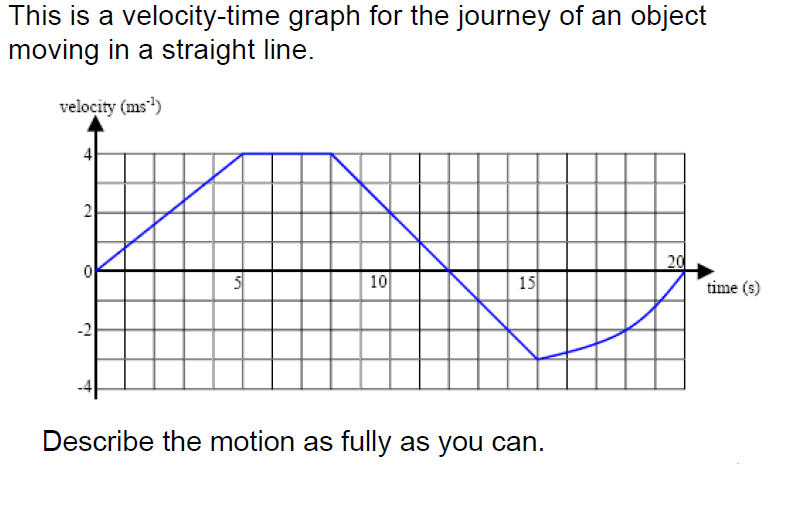 This is a velocity-time graph for the journey of an object
moving in a straight line.
velocity (ms⁻¹)
4
2
0
-2
-4
5
10
15
20
time (s)
Describe the motion as fully as you can.